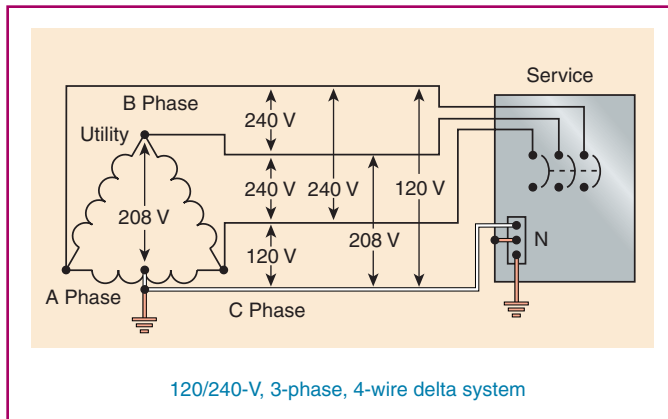 Service
B Phase
240 V
Utility
240 V
240 V
120 V
208 V
208 V
120 V
N
A Phase
C Phase
120/240-V, 3-phase, 4-wire delta system